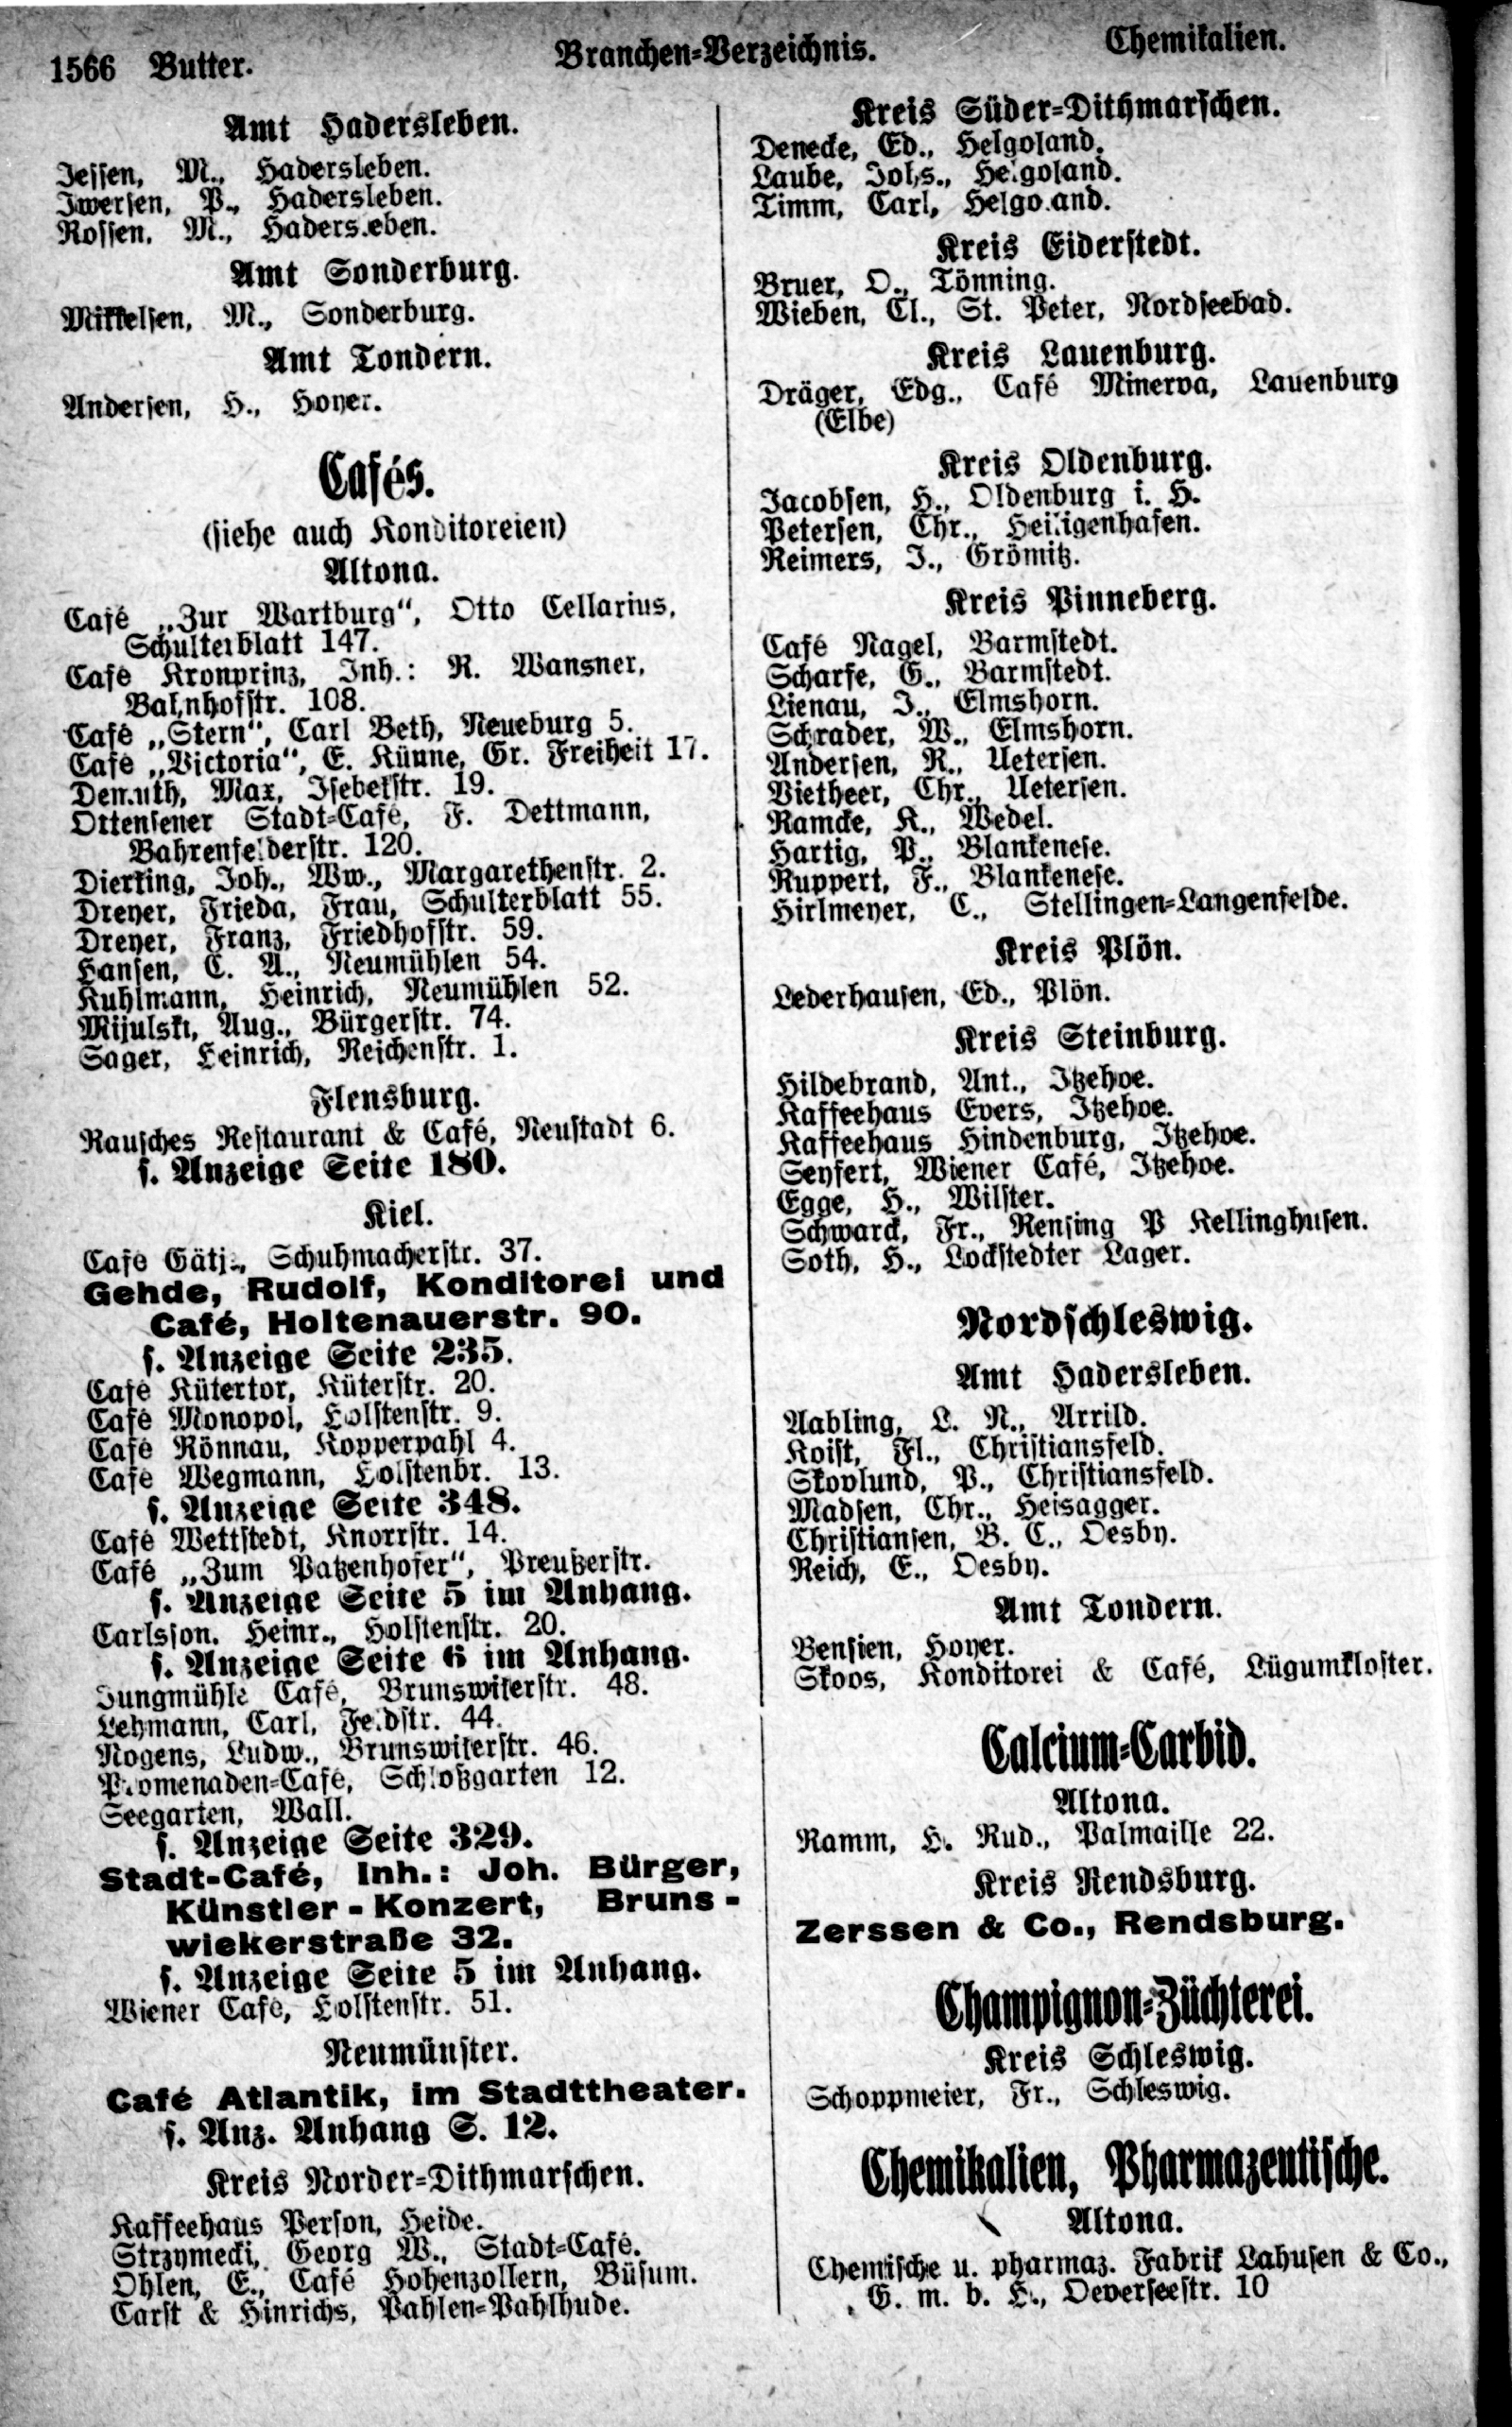 1566 Butter.
Branchen=Verzeichnis.
Chemikalien.
Amt Hadersleben.
Jessen, M., Hadersleben.
Iwersen, P., Hadersleben.
Rossen, M., Hadersleben.
Amt Sonderburg.
Mikkelsen, M., Sonderburg.
Amt Tondern.
Andersen, H., Hoyer.
Cafés.
(siehe auch Konditoreien)
Altona.
Café „Zur Wartburg“, Otto Cellarius,
Schulterblatt 147.
Café Kronprinz, Inh.: R. Wansner,
Bahnhofstr. 108.
Café „Stern“, Carl Beth, Neueburg 5.
Café „Victoria“, E. Künne, Gr. Freiheit 17.
Demuth, Max, Isebekstr. 19.
Ottensener Stadt=Café, F. Dettmann,
Bahrenfelderstr. 120.
Dierking, Joh., Ww., Margarethenstr. 2.
Dreyer, Frieda, Frau, Schulterblatt 55.
Dreyer, Franz, Friedhofstr. 59.
Hansen, C. A., Neumühlen 54.
Kuhlmann, Heinrich, Neumühlen 52.
Mijulski, Aug., Bürgerstr. 74.
Sager, Heinrich, Reichenstr. 1.
Flensburg.
Rausches Restaurant & Café, Neustadt 6.
s. Anzeige Seite 180.
Kiel.
Café Gätje, Schuhmacherstr. 37.
Gehde, Rudolf, Konditorei und
Café, Holtenauerstr. 90.
s. Anzeige Seite 235.
Café Kütertor, Küterstr. 20.
Café Monopol, Holstenstr. 9.
Café Rönnau, Kopperpahl 4.
Café Wegmann, Holstenbr. 13.
s. Anzeige Seite 348.
Café Wettstedt, Knorrstr. 14.
Café „Zum Patzenhofer“, Preußerstr.
s. Anzeige Seite 5 im Anhang.
Carlsson, Heinr., Holstenstr. 20.
s. Anzeige Seite 6 im Anhang.
Jungmühle Café, Brunswikerstr. 48.
Lehmann, Carl, Feldstr. 44.
Nogens, Ludw., Brunswikerstr. 46.
Promenaden=Café, Schloßgarten 12.
Seegarten, Wall.
s. Anzeige Seite 329.
Stadt-Café, Inh.: Joh. Bürger,
Künstler-Konzert, Bruns-
wiekerstraße 32.
s. Anzeige Seite 5 im Anhang.
Wiener Café, Holstenstr. 51.
Neumünster.
Café Atlantik, im Stadttheater.
s. Anz. Anhang S. 12.
Kreis Norder=Dithmarschen.
Kaffeehaus Person, Heide.
Strzymecki, Georg W., Stadt=Café.
Ohlen, E., Café Hohenzollern, Büsum.
Carst & Hinrichs, Pahlen=Pahlhude.
Kreis Süder=Dithmarschen.
Denecke, Ed., Helgoland.
Laube, Johs., Helgoland.
Timm, Carl, Helgoland.
Kreis Eiderstedt.
Bruer, O., Tönning.
Wieben, Cl., St. Peter, Nordseebad.
Kreis Lauenburg.
Dräger, Edg., Café Minerva, Lauenburg
(Elbe)
Kreis Oldenburg.
Jacobsen, H., Oldenburg i. H.
Petersen, Chr., Heiligenhafen.
Reimers, J., Grömitz.
Kreis Pinneberg.
Café Nagel, Barmstedt.
Scharfe, G., Barmstedt.
Lienau, J., Elmshorn.
Schrader, W., Elmshorn.
Andersen, R., Uetersen.
Vietheer, Chr., Uetersen.
Ramcke, K., Wedel.
Hartig, P., Blankenese.
Ruppert, F., Blankenese.
Hirlmeyer, C., Stellingen=Langenfelde.
Kreis Plön.
Lederhausen, Ed., Plön.
Kreis Steinburg.
Hildebrand, Ant., Itzehoe.
Kaffeehaus Evers, Itzehoe.
Kaffeehaus Hindenburg, Itzehoe.
Seyfert, Wiener Café, Itzehoe.
Egge, H., Wilster.
Schwarck, Fr., Rensing P Kellinghusen.
Soth, H., Lockstedter Lager.
Nordschleswig.
Amt Hadersleben.
Aabling, L. N., Arrild.
Koist, Fl., Christiansfeld.
Skovlund, P., Christiansfeld.
Madsen, Chr., Heisagger.
Christiansen, B. C., Oesby.
Reich, E., Oesby.
Amt Tondern.
Bensien, Hoyer.
Skoos, Konditorei & Café, Lügumkloster.
Calcium=Carbid.
Altona.
Ramm, H. Rud., Palmaille 22.
Kreis Rendsburg.
Zerssen & Co., Rendsburg.
Champignon=Züchterei.
Kreis Schleswig.
Schoppmeier, Fr., Schleswig.
Chemikalien, Pharmazeutische.
Altona.
Chemische u. pharmaz. Fabrik Lahusen & Co.,
G. m. b. H., Oeverseestr. 10